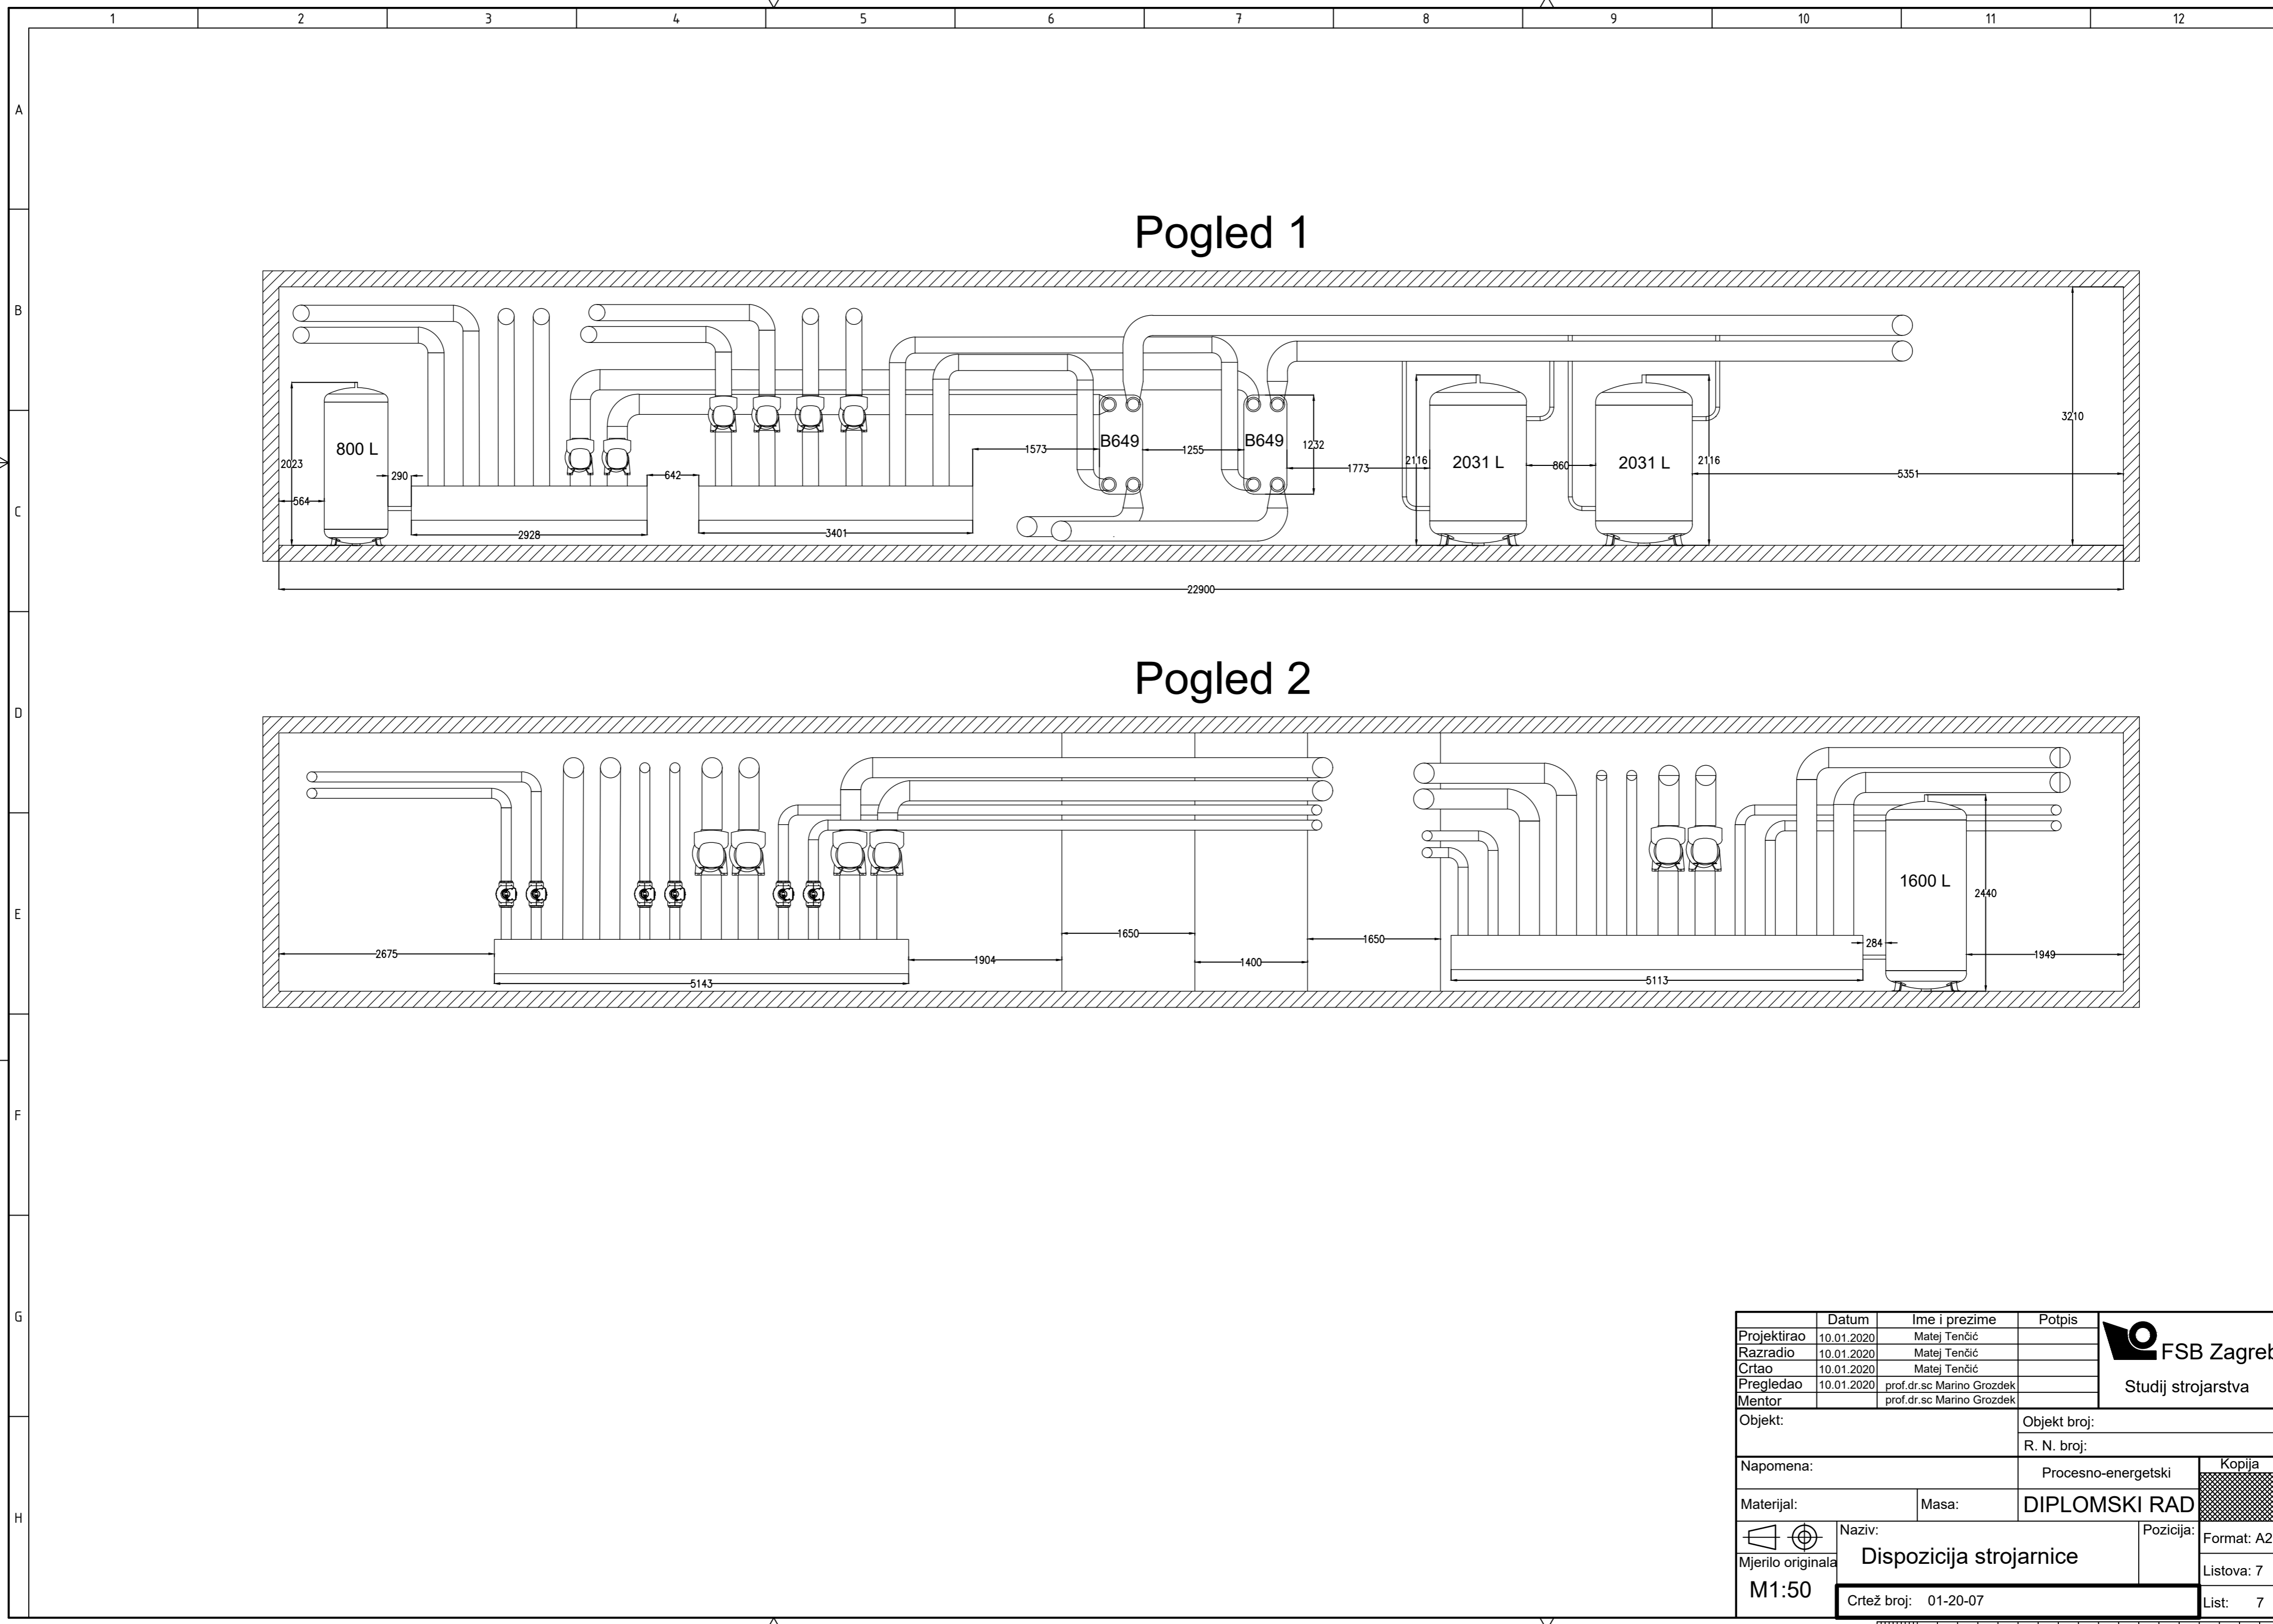 1 2 3 4 5 6 7 8 9 10 11 12
A
B
C
D
E
F
G
H
Pogled 1
800 L
2023
564
290
2928
642
3401
1573
B649
1255
B649
1232
1773
2116
2031 L
860
2031 L
2116
5351
3210
22900
Pogled 2
2675
5143
1904
1650
1400
1650
5113
284
1600 L
2440
1949
Datum Ime i prezime Potpis
Projektirao 10.01.2020 Matej Tenčić
Razradio 10.01.2020 Matej Tenčić
Crtao 10.01.2020 Matej Tenčić
Pregledao 10.01.2020 prof.dr.sc Marino Grozdek
Mentor prof.dr.sc Marino Grozdek
FSB Zagreb
Studij strojarstva
Objekt:
Objekt broj:
R. N. broj:
Napomena:
Procesno-energetski
Kopija
Materijal:
Masa:
DIPLOMSKI RAD
Naziv:
Dispozicija strojarnice
Pozicija:
Format: A2
Mjerilo originala
M1:50
Listova: 7
Crtež broj: 01-20-07
List: 7